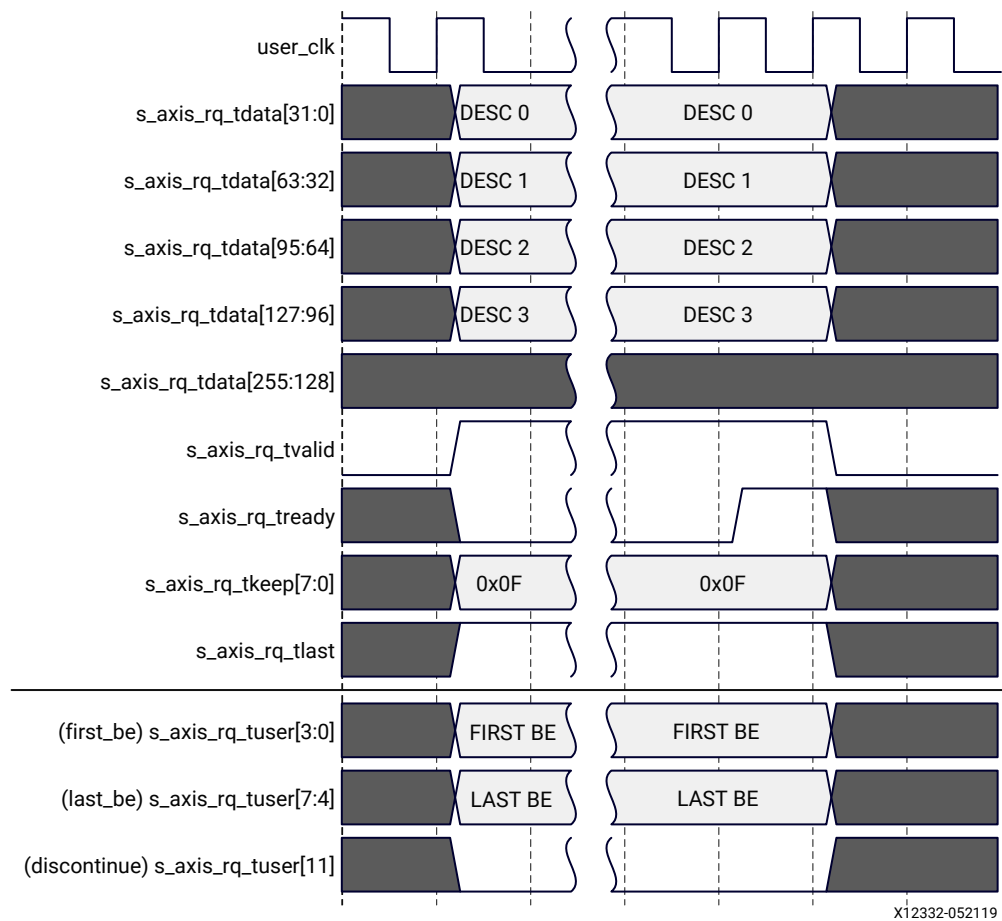 user_clk
s_axis_rq_tdata[31:0] DESC 0 DESC 0
s_axis_rq_tdata[63:32] DESC 1 DESC 1
s_axis_rq_tdata[95:64] DESC 2 DESC 2
s_axis_rq_tdata[127:96] DESC 3 DESC 3
s_axis_rq_tdata[255:128]
s_axis_rq_tvalid
s_axis_rq_tready
s_axis_rq_tkeep[7:0] 0x0F 0x0F
s_axis_rq_tlast
(first_be) s_axis_rq_tuser[3:0] FIRST BE FIRST BE
(last_be) s_axis_rq_tuser[7:4] LAST BE LAST BE
(discontinue) s_axis_rq_tuser[11]
X12332-052119